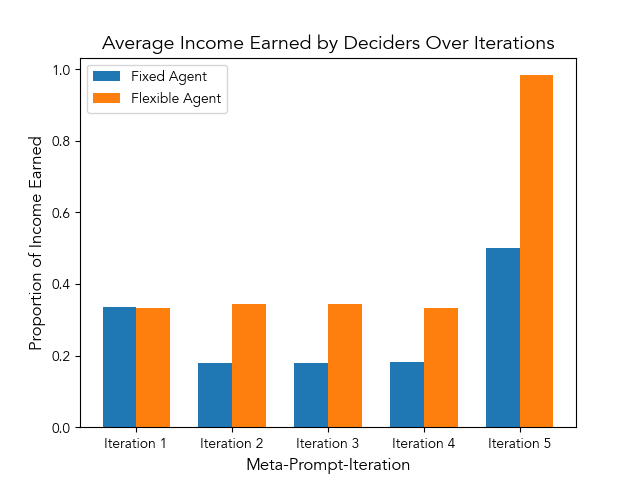 Average Income Earned by Deciders Over Iterations
Fixed Agent
Flexible Agent
Proportion of Income Earned
1.0
0.8
0.6
0.4
0.2
0.0
Iteration 1 Iteration 2 Iteration 3 Iteration 4 Iteration 5
Meta-Prompt-Iteration